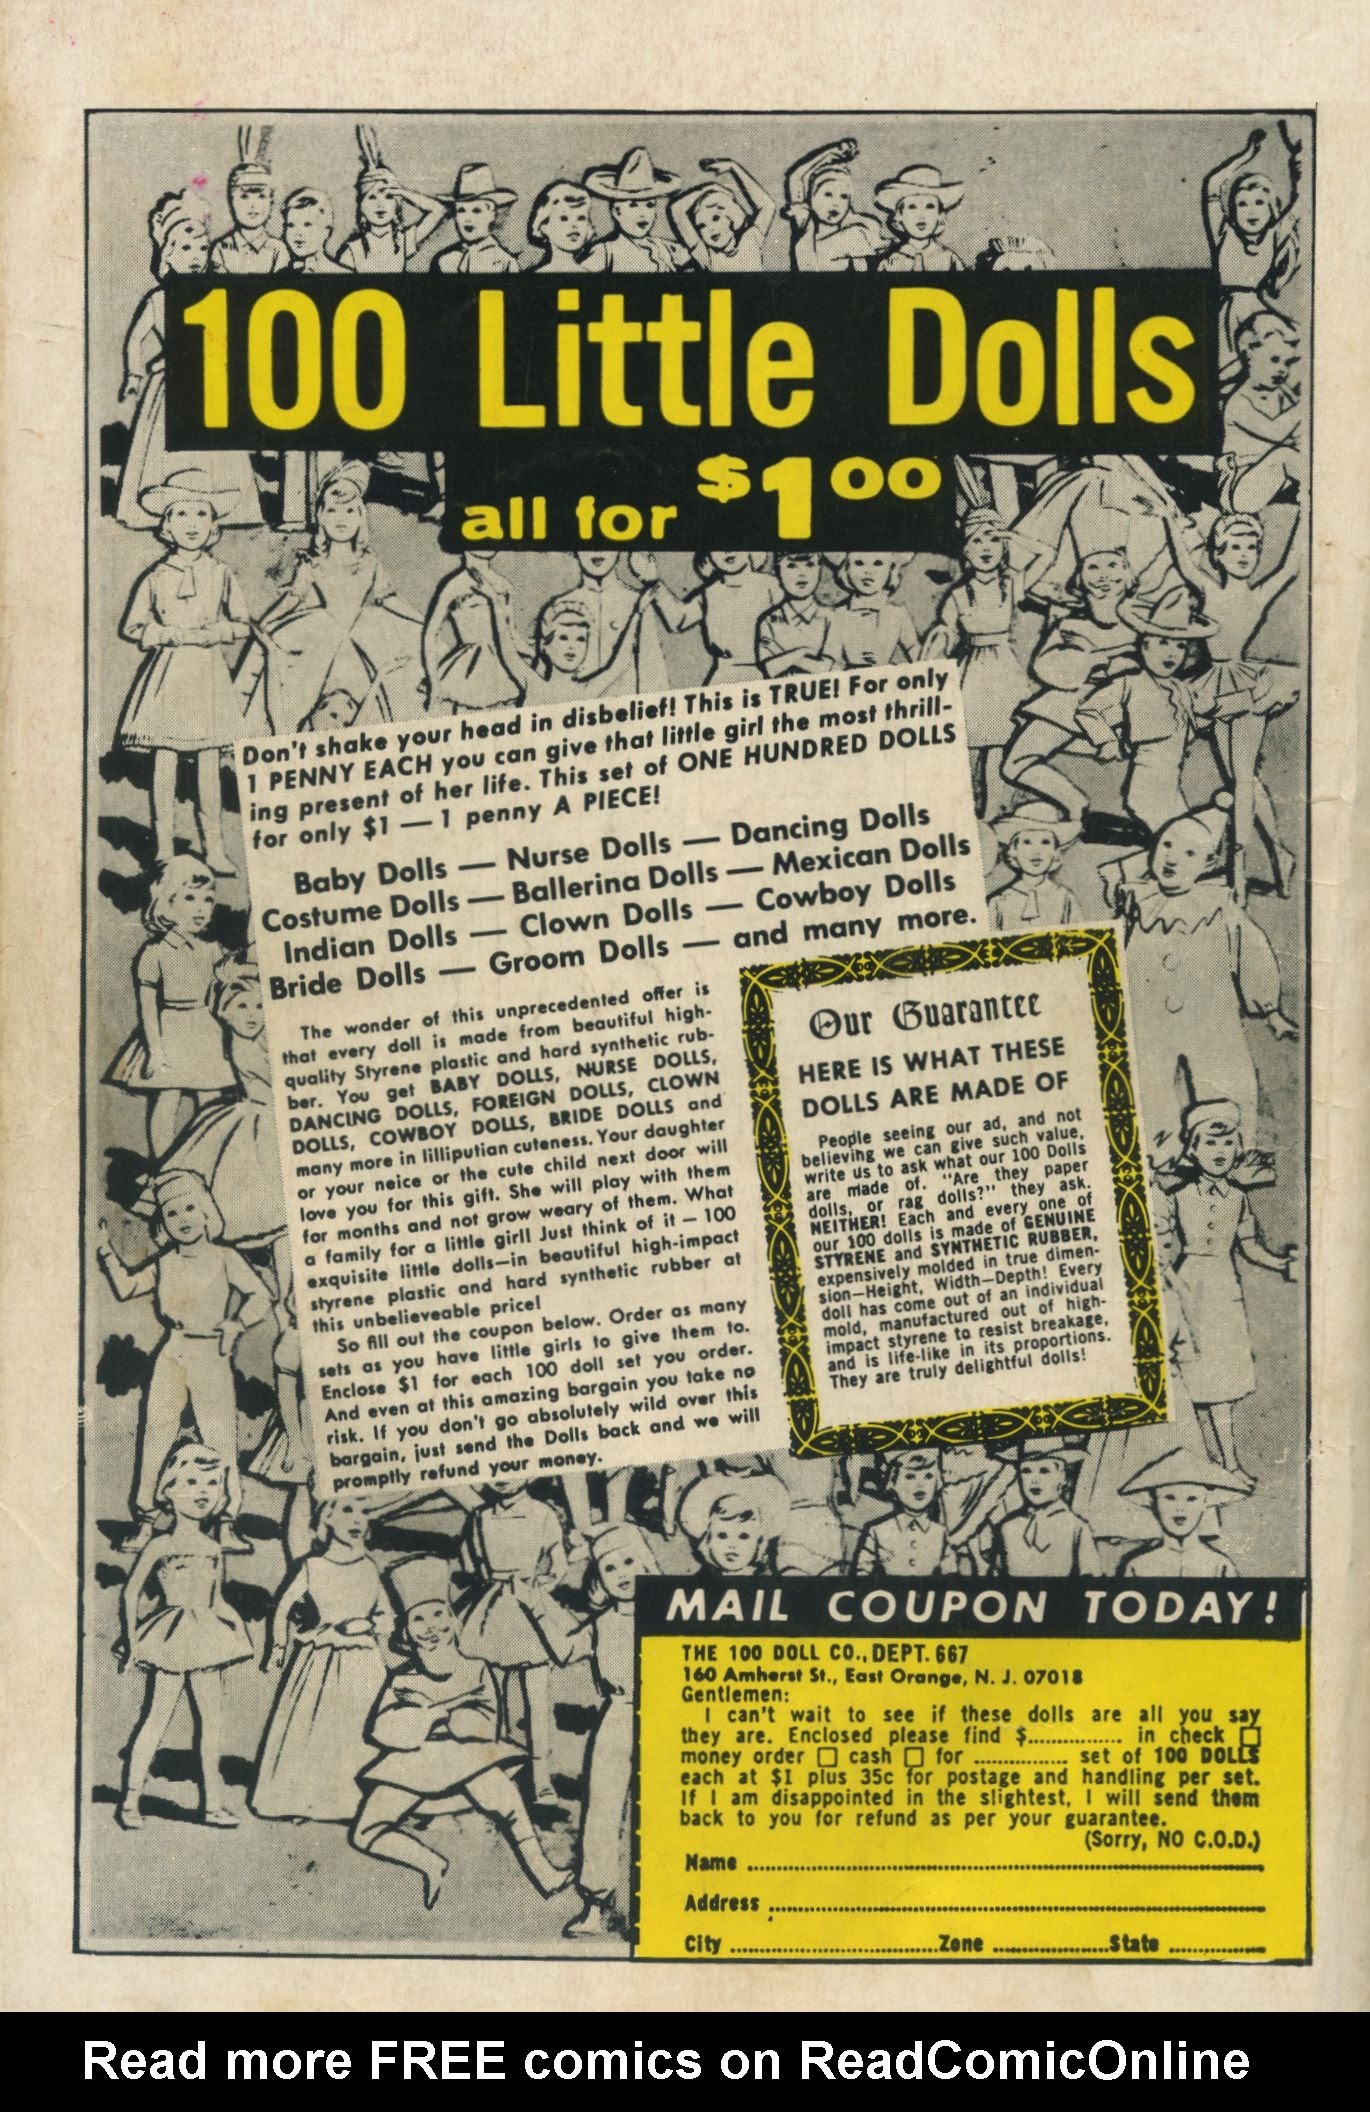 100 Little Dolls
all for $1 00
Don't shake your head in disbelief! This is TRUE! For only
1 PENNY EACH you can give that little girl the most thrill-
ing present of her life. This set of ONE HUNDRED DOLLS
for only $1 — 1 penny A PIECE!
Baby Dolls — Nurse Dolls — Dancing Dolls
Costume Dolls — Ballerina Dolls — Mexican Dolls
Indian Dolls — Clown Dolls — Cowboy Dolls
Bride Dolls — Groom Dolls — and many more.
The wonder of this unprecedented offer is
that every doll is made from beautiful high-
quality Styrene plastic and hard synthetic rub-
ber. You get BABY DOLLS, NURSE DOLLS,
DANCING DOLLS, FOREIGN DOLLS, CLOWN
DOLLS, COWBOY DOLLS, BRIDE DOLLS and
many more in lilliputian cuteness. Your daughter
or your neice or the cute child next door will
love you for this gift. She will play with them
for months and not grow weary of them. What
a family for a little girl! Just think of it — 100
exquisite little dolls—in beautiful high-impact
styrene plastic and hard synthetic rubber at
this unbelieveable price!
So fill out the coupon below. Order as many
sets as you have little girls to give them to.
Enclose $1 for each 100 doll set you order.
And even at this amazing bargain you take no
risk. If you don't go absolutely wild over this
bargain, just send the Dolls back and we will
promptly refund your money.
Our Guarantee
HERE IS WHAT THESE
DOLLS ARE MADE OF
People seeing our ad, and not
believing we can give such value,
write us to ask what our 100 Dolls
are made of. "Are they paper
dolls, or rag dolls?" they ask.
NEITHER! Each and every one of
our 100 dolls is made of GENUINE
STYRENE and SYNTHETIC RUBBER,
expensively molded in true dimen-
sion—Height, Width—Depth! Every
doll has come out of an individual
mold, manufactured out of high-
impact styrene to resist breakage,
and is life-like in its proportions.
They are truly delightful dolls!
MAIL COUPON TODAY!
THE 100 DOLL CO., DEPT. 667
160 Amherst St., East Orange, N. J. 07018
Gentlemen:
I can't wait to see if these dolls are all you say
they are. Enclosed please find $................ in check □
money order □ cash □ for ................ set of 100 DOLLS
each at $1 plus 35c for postage and handling per set.
If I am disappointed in the slightest, I will send them
back to you for refund as per your guarantee.
(Sorry, NO C.O.D.)
Name ................................
Address ................................
City ................ Zone ................ State ................
Read more FREE comics on ReadComicOnline